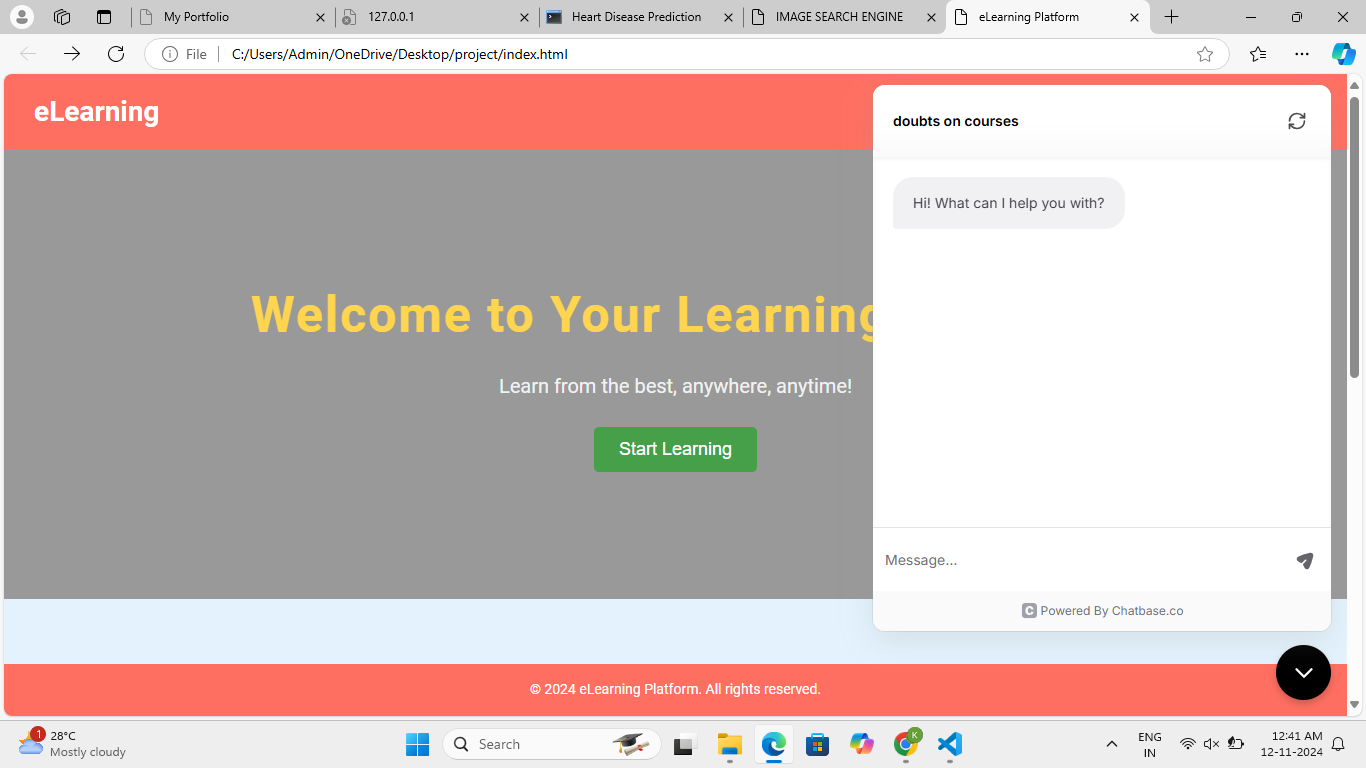 My Portfolio
127.0.0.1
Heart Disease Prediction
IMAGE SEARCH ENGINE
eLearning Platform
File
C:/Users/Admin/OneDrive/Desktop/project/index.html
eLearning
doubts on courses
Hi! What can I help you with?
Welcome to Your Learning
Learn from the best, anywhere, anytime!
Start Learning
Message...
C Powered By Chatbase.co
© 2024 eLearning Platform. All rights reserved.
1
28°C
Mostly cloudy
Search
K
ENG
IN
12:41 AM
12-11-2024